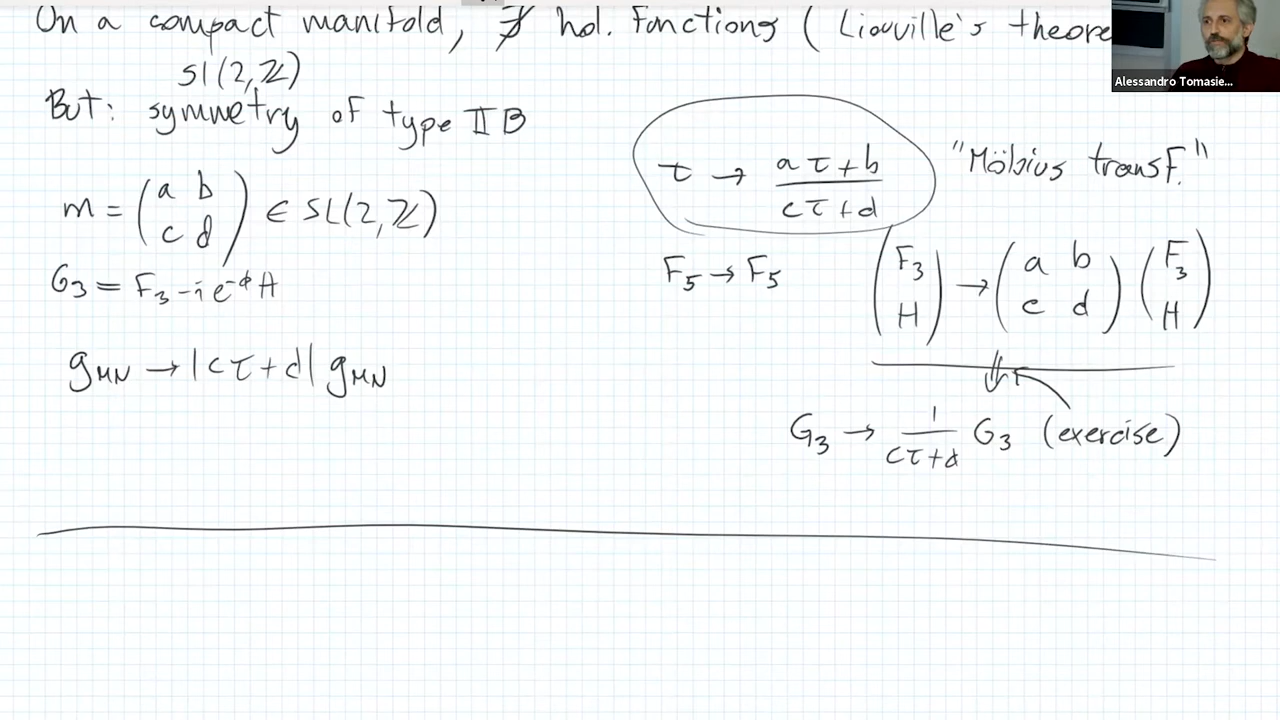 On a compact manifold, ∄ hol. functions ( Liouville's theore
Alessandro Tomasie...
Sl(2,ℤ)
But: symmetry of type IIB
τ → (aτ+b)/(cτ+d) "Möbius transf."
m = (a b; c d) ∈ SL(2,ℤ)
F₅ → F₅ (F₃; H) → (a b; c d) (F₃; H)
G₃ = F₃ - i e^{-ϕ} H
g_{MN} → |cτ+d| g_{MN}
⇓
G₃ → 1/(cτ+d) G₃ (exercise)